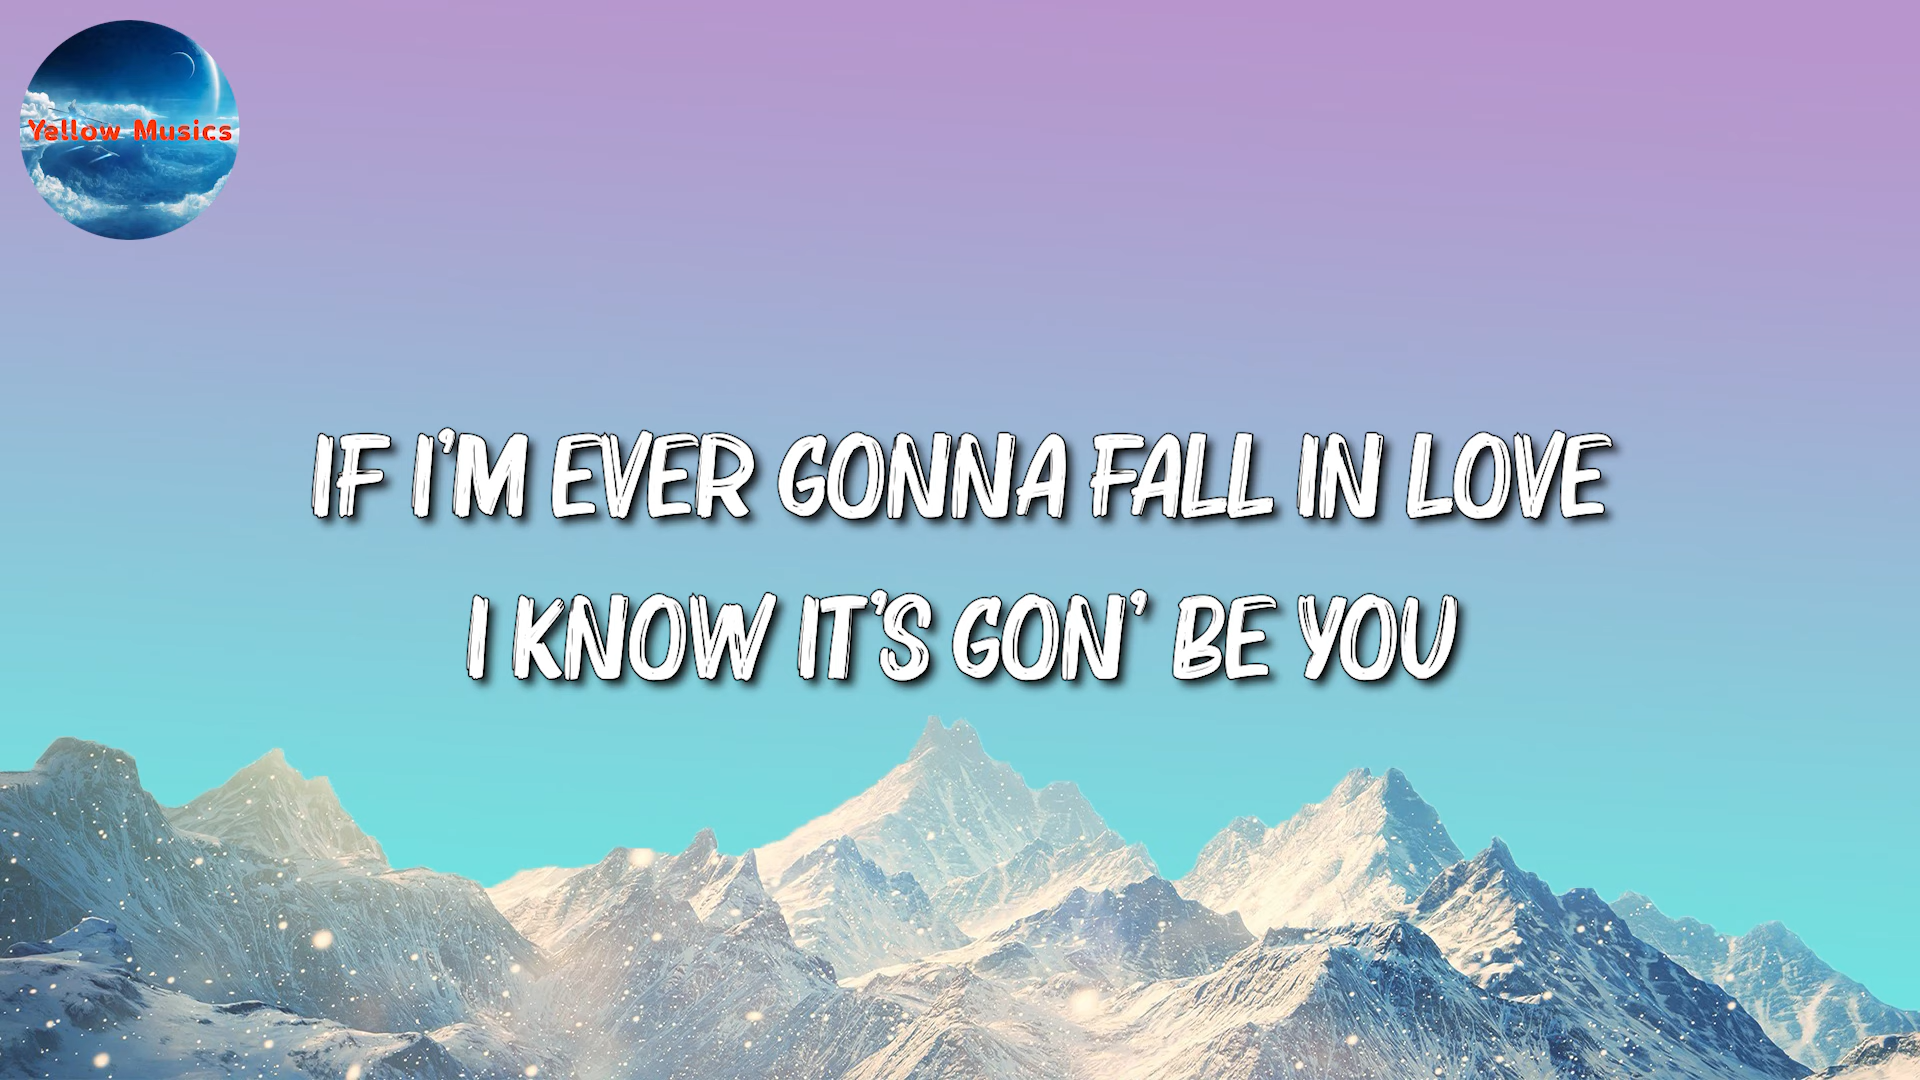 Yellow Musics
IF I'M EVER GONNA FALL IN LOVE
I KNOW IT'S GON' BE YOU